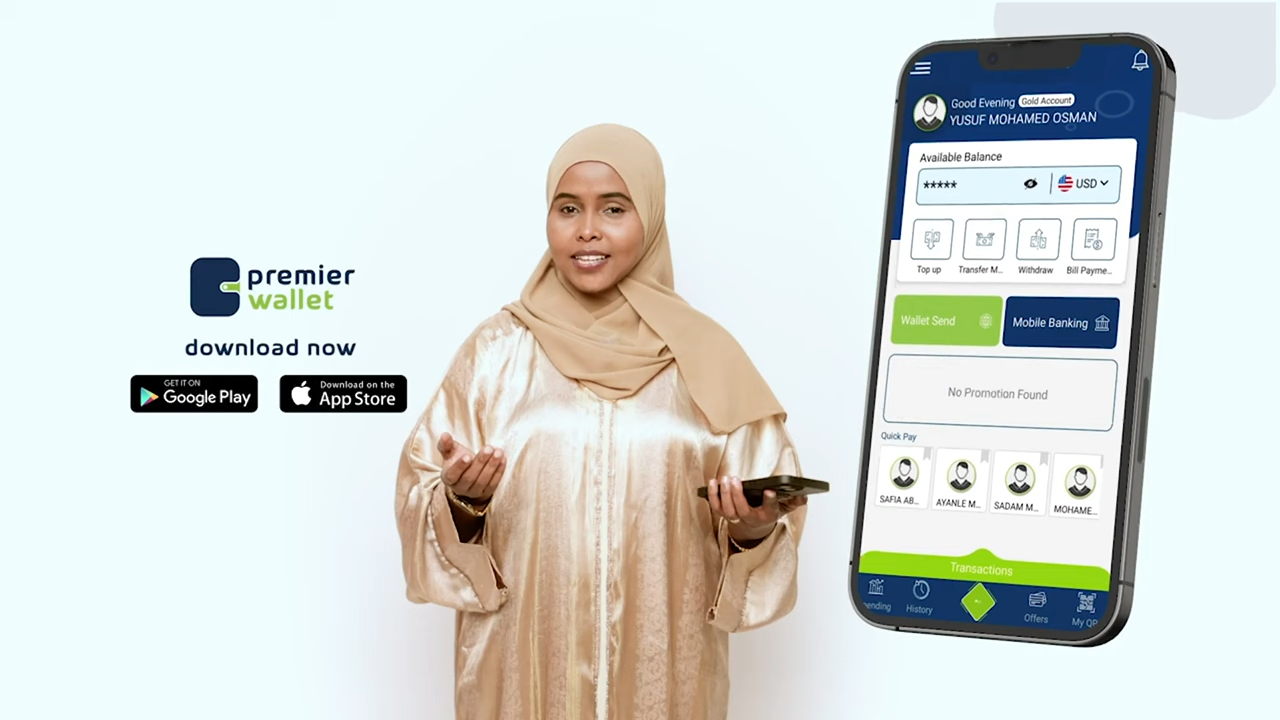 premier
wallet
download now
GET IT ON
Google Play
Download on the
App Store
Good Evening Gold Account
YUSUF MOHAMED OSMAN
Available Balance
***** USD
Top up Transfer M... Withdraw Bill Payme...
Wallet Send Mobile Banking
No Promotion Found
Quick Pay
SAFIA AB... AYANLE M... SADAM M... MOHAME...
Transactions
ending History Offers My QR